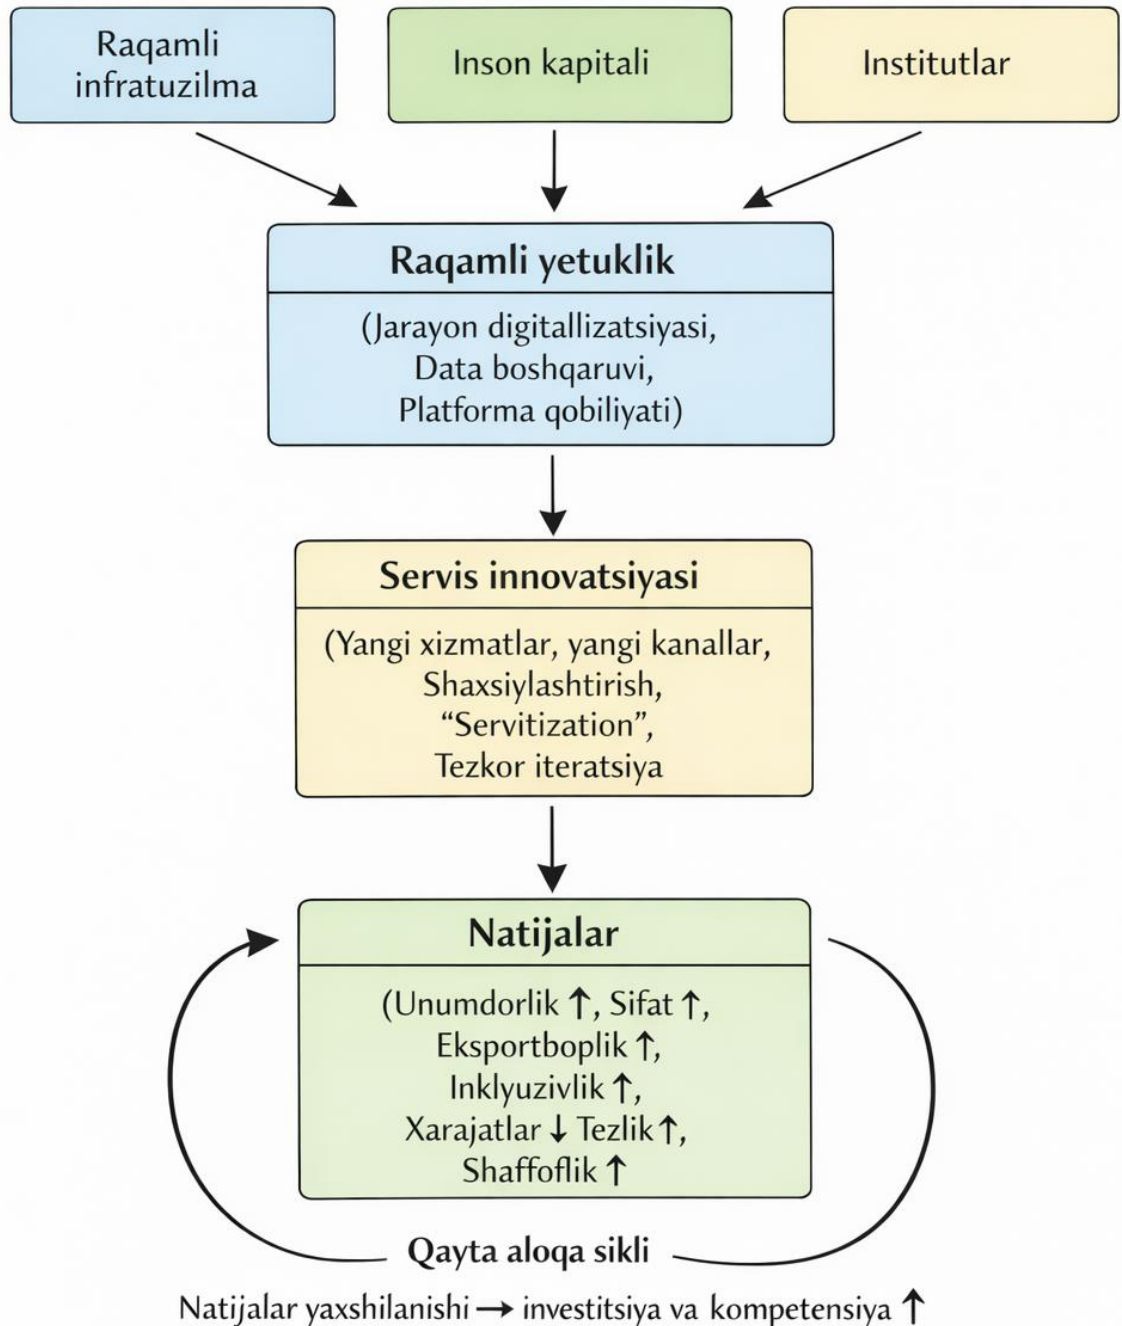 Raqamli
infratuzilma
Inson kapitali
Institutlar
Raqamli yetuklik
(Jarayon digitallizatsiyasi,
Data boshqaruvi,
Platforma qobiliyati)
Servis innovatsiyasi
(Yangi xizmatlar, yangi kanallar,
Shaxsiylashtirish,
“Servitization”,
Tezkor iteratsiya
Natijalar
(Unumdorlik ↑, Sifat ↑,
Eksportboplik ↑,
Inklyuzivlik ↑,
Xarajatlar ↓ Tezlik ↑,
Shaffoflik ↑
Qayta aloqa sikli
Natijalar yaxshilanishi → investitsiya va kompetensiya ↑